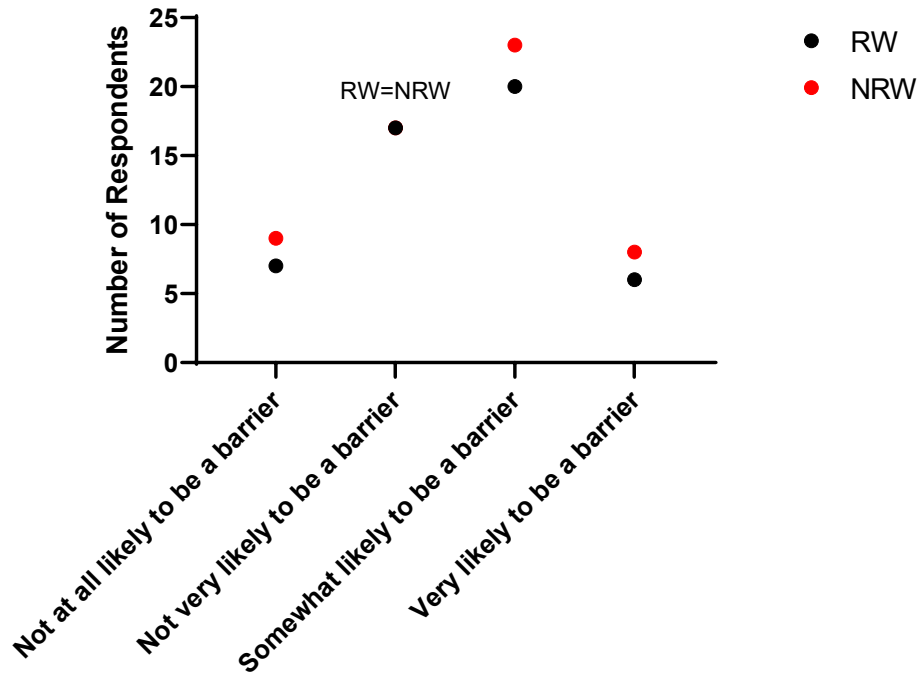 Number of Respondents
25
20
15
10
5
0
RW=NRW
RW
NRW
Not at all likely to be a barrier
Not very likely to be a barrier
Somewhat likely to be a barrier
Very likely to be a barrier